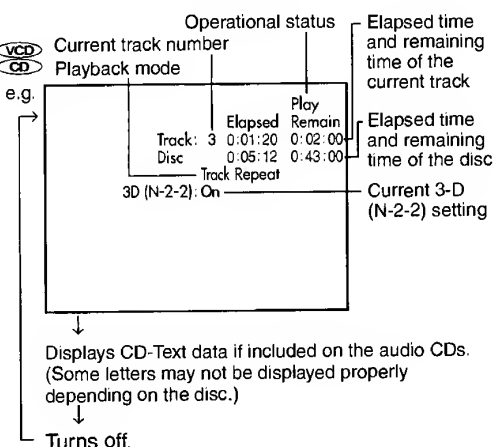 Operational status
Elapsed time
and remaining
time of the
current track
VCD
CD
Current track number
Playback mode
e.g.
Play
Elapsed Remain
Track: 3 0:01:20 0:02:00
Disc 0:05:12 0:43:00
Track Repeat
3D (N-2-2): On
Elapsed time
and remaining
time of the disc
Current 3-D
(N-2-2) setting
Displays CD-Text data if included on the audio CDs.
(Some letters may not be displayed properly
depending on the disc.)
Turns off.